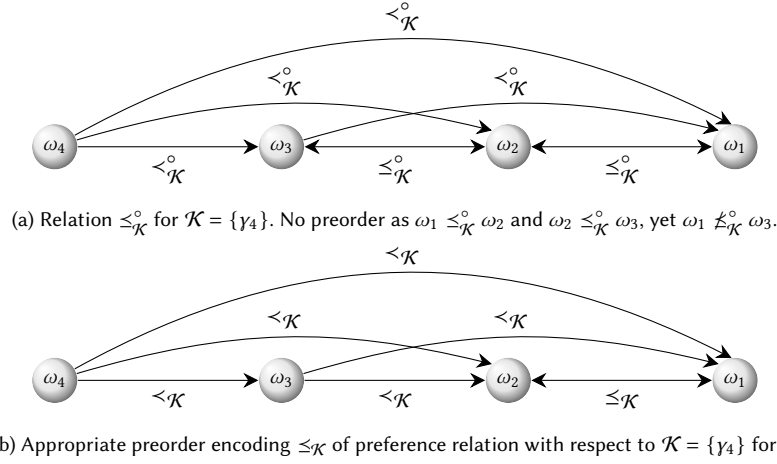 ≺°𝒦
≺°𝒦 ≺°𝒦
ω₄ ω₃ ω₂ ω₁
≺°𝒦 ⪯°𝒦 ⪯°𝒦
(a) Relation ⪯°𝒦 for 𝒦 = {γ₄}. No preorder as ω₁ ⪯°𝒦 ω₂ and ω₂ ⪯°𝒦 ω₃, yet ω₁ ⪯̸°𝒦 ω₃.
≺𝒦
≺𝒦 ≺𝒦
ω₄ ω₃ ω₂ ω₁
≺𝒦 ≺𝒦 ⪯𝒦
b) Appropriate preorder encoding ⪯𝒦 of preference relation with respect to 𝒦 = {γ₄} for